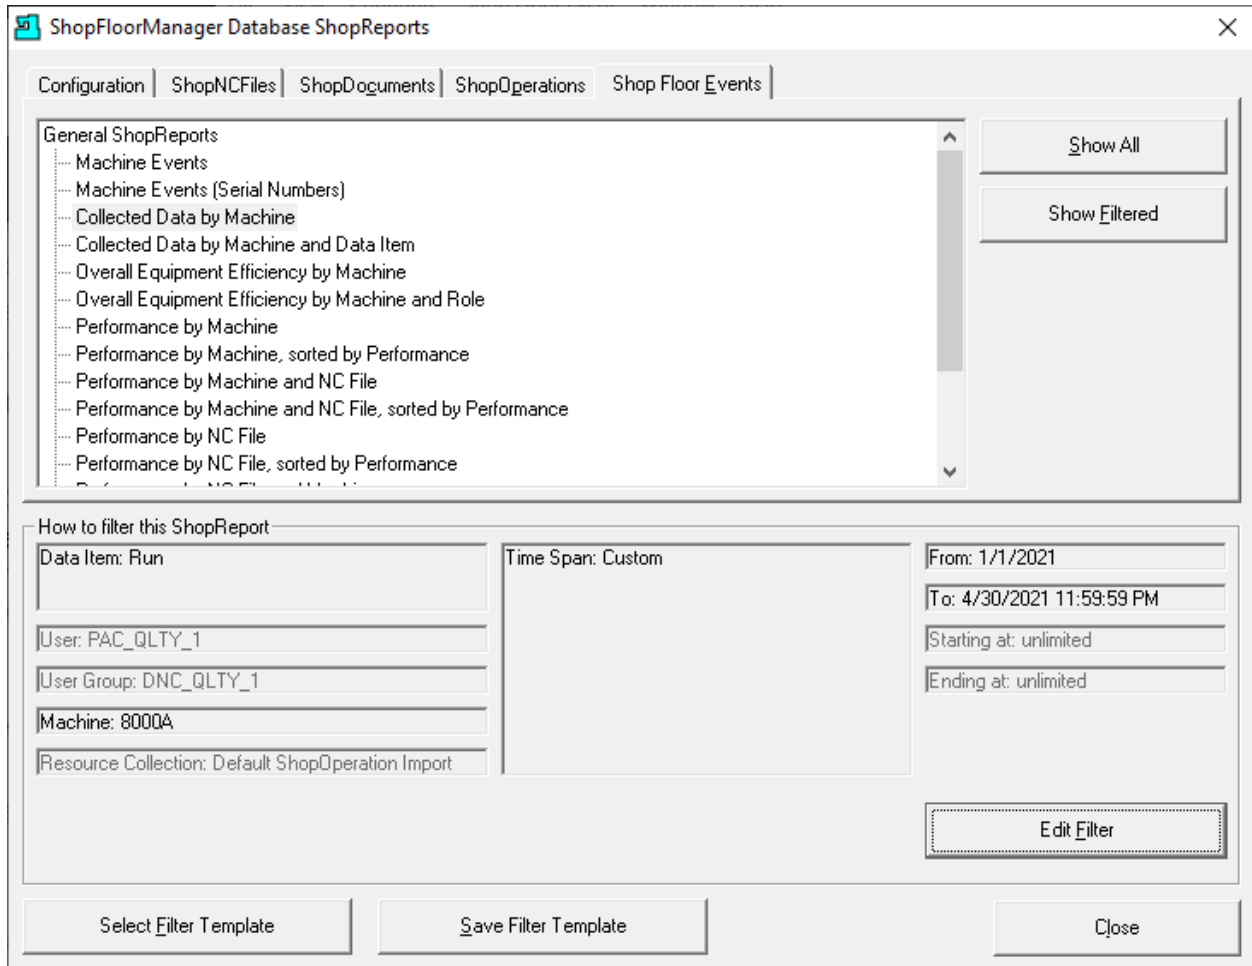 ShopFloorManager Database ShopReports
Configuration ShopNCFiles ShopDocuments ShopOperations Shop Floor Events
General ShopReports
Machine Events
Machine Events (Serial Numbers)
Collected Data by Machine
Collected Data by Machine and Data Item
Overall Equipment Efficiency by Machine
Overall Equipment Efficiency by Machine and Role
Performance by Machine
Performance by Machine, sorted by Performance
Performance by Machine and NC File
Performance by Machine and NC File, sorted by Performance
Performance by NC File
Performance by NC File, sorted by Performance
Show All
Show Filtered
How to filter this ShopReport
Data Item: Run
User: PAC_QLTY_1
User Group: DNC_QLTY_1
Machine: 8000A
Resource Collection: Default ShopOperation Import
Time Span: Custom
From: 1/1/2021
To: 4/30/2021 11:59:59 PM
Starting at: unlimited
Ending at: unlimited
Edit Filter
Select Filter Template
Save Filter Template
Close